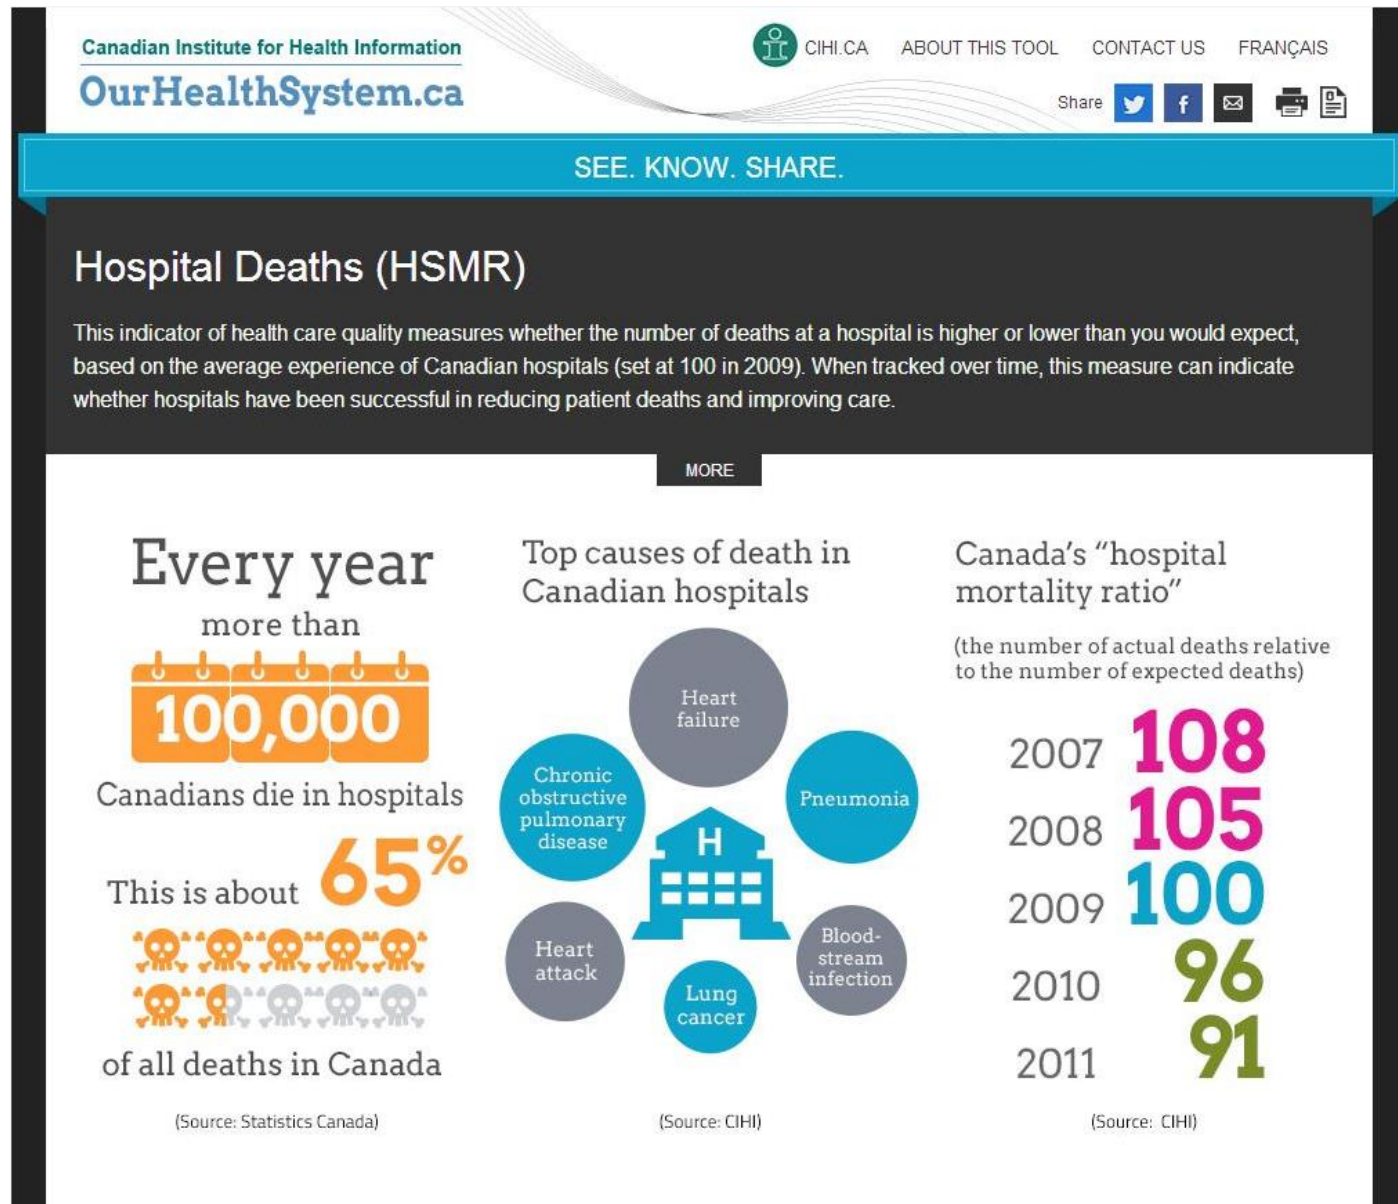 Canadian Institute for Health Information
OurHealthSystem.ca
CIHI.CA ABOUT THIS TOOL CONTACT US FRANÇAIS
Share
SEE. KNOW. SHARE.
Hospital Deaths (HSMR)
This indicator of health care quality measures whether the number of deaths at a hospital is higher or lower than you would expect,
based on the average experience of Canadian hospitals (set at 100 in 2009). When tracked over time, this measure can indicate
whether hospitals have been successful in reducing patient deaths and improving care.
MORE
Every year
more than
100,000
Canadians die in hospitals
This is about 65%
of all deaths in Canada
(Source: Statistics Canada)
Top causes of death in
Canadian hospitals
Heart
failure
Chronic
obstructive
pulmonary
disease
Pneumonia
H
Heart
attack
Blood-
stream
infection
Lung
cancer
(Source: CIHI)
Canada's "hospital
mortality ratio"
(the number of actual deaths relative
to the number of expected deaths)
2007 108
2008 105
2009 100
2010 96
2011 91
(Source: CIHI)